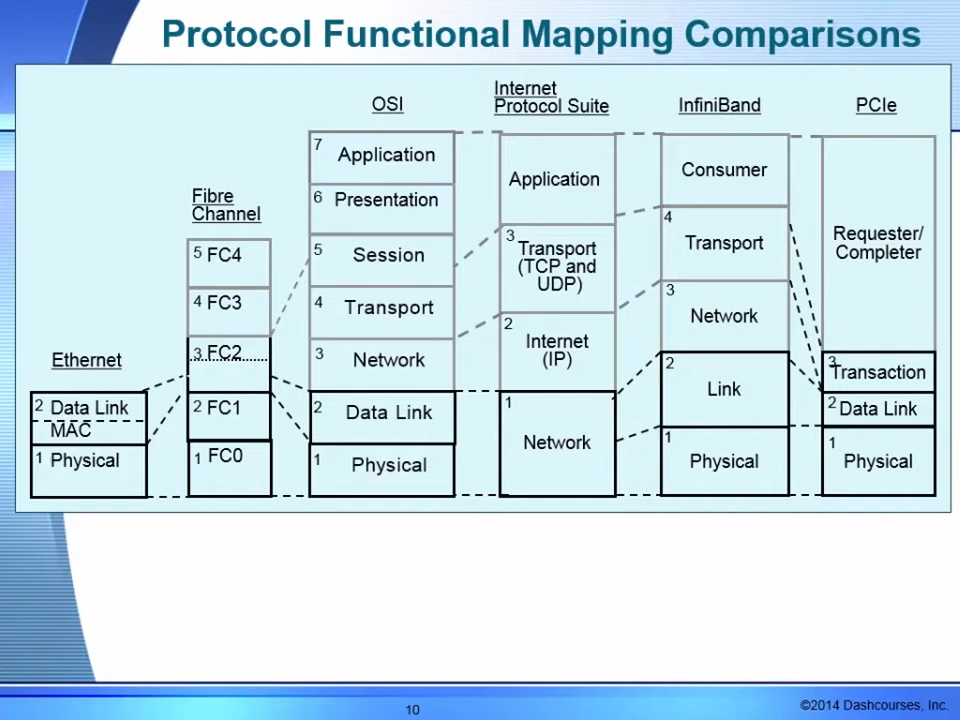 Protocol Functional Mapping Comparisons
Ethernet
2 Data Link
MAC
1 Physical
Fibre
Channel
5 FC4
4 FC3
3 FC2
2 FC1
1 FC0
OSI
7 Application
6 Presentation
5 Session
4 Transport
3 Network
2 Data Link
1 Physical
Internet
Protocol Suite
Application
3 Transport
(TCP and
UDP)
2 Internet
(IP)
1 Network
InfiniBand
Consumer
4 Transport
3 Network
2 Link
1 Physical
PCIe
Requester/
Completer
3 Transaction
2 Data Link
1 Physical
10
©2014 Dashcourses, Inc.